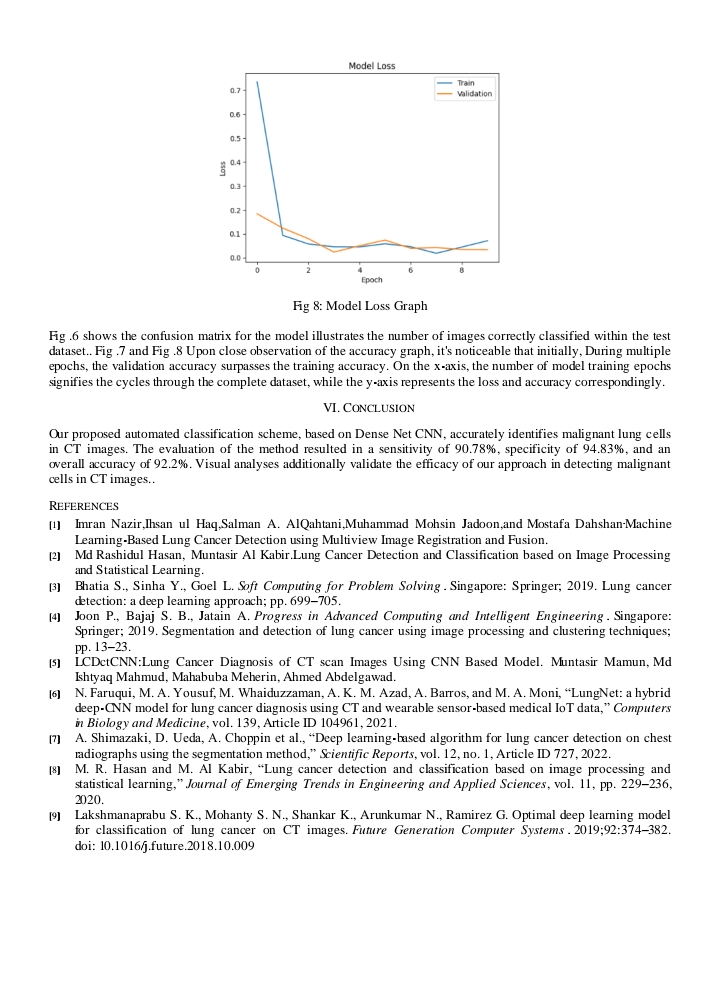 Model Loss
Train
Validation
0.7
0.6
0.5
0.4
0.3
0.2
0.1
0.0
Loss
0 2 4 6 8
Epoch
Fig 8: Model Loss Graph
Fig .6 shows the confusion matrix for the model illustrates the number of images correctly classified within the test
dataset.. Fig .7 and Fig .8 Upon close observation of the accuracy graph, it's noticeable that initially, During multiple
epochs, the validation accuracy surpasses the training accuracy. On the x-axis, the number of model training epochs
signifies the cycles through the complete dataset, while the y-axis represents the loss and accuracy correspondingly.
VI. CONCLUSION
Our proposed automated classification scheme, based on Dense Net CNN, accurately identifies malignant lung cells
in CT images. The evaluation of the method resulted in a sensitivity of 90.78%, specificity of 94.83%, and an
overall accuracy of 92.2%. Visual analyses additionally validate the efficacy of our approach in detecting malignant
cells in CT images..
REFERENCES
[1] Imran Nazir,Ihsan ul Haq,Salman A. AlQahtani,Muhammad Mohsin Jadoon,and Mostafa Dahshan·Machine
Learning-Based Lung Cancer Detection using Multiview Image Registration and Fusion.
[2] Md Rashidul Hasan, Muntasir Al Kabir.Lung Cancer Detection and Classification based on Image Processing
and Statistical Learning.
[3] Bhatia S., Sinha Y., Goel L. Soft Computing for Problem Solving . Singapore: Springer; 2019. Lung cancer
detection: a deep learning approach; pp. 699–705.
[4] Joon P., Bajaj S. B., Jatain A. Progress in Advanced Computing and Intelligent Engineering . Singapore:
Springer; 2019. Segmentation and detection of lung cancer using image processing and clustering techniques;
pp. 13–23.
[5] LCDctCNN:Lung Cancer Diagnosis of CT scan Images Using CNN Based Model. Muntasir Mamun, Md
Ishtyaq Mahmud, Mahabuba Meherin, Ahmed Abdelgawad.
[6] N. Faruqui, M. A. Yousuf, M. Whaiduzzaman, A. K. M. Azad, A. Barros, and M. A. Moni, “LungNet: a hybrid
deep-CNN model for lung cancer diagnosis using CT and wearable sensor-based medical IoT data,” Computers
in Biology and Medicine, vol. 139, Article ID 104961, 2021.
[7] A. Shimazaki, D. Ueda, A. Choppin et al., “Deep learning-based algorithm for lung cancer detection on chest
radiographs using the segmentation method,” Scientific Reports, vol. 12, no. 1, Article ID 727, 2022.
[8] M. R. Hasan and M. Al Kabir, “Lung cancer detection and classification based on image processing and
statistical learning,” Journal of Emerging Trends in Engineering and Applied Sciences, vol. 11, pp. 229–236,
2020.
[9] Lakshmanaprabu S. K., Mohanty S. N., Shankar K., Arunkumar N., Ramirez G. Optimal deep learning model
for classification of lung cancer on CT images. Future Generation Computer Systems . 2019;92:374–382.
doi: 10.1016/j.future.2018.10.009